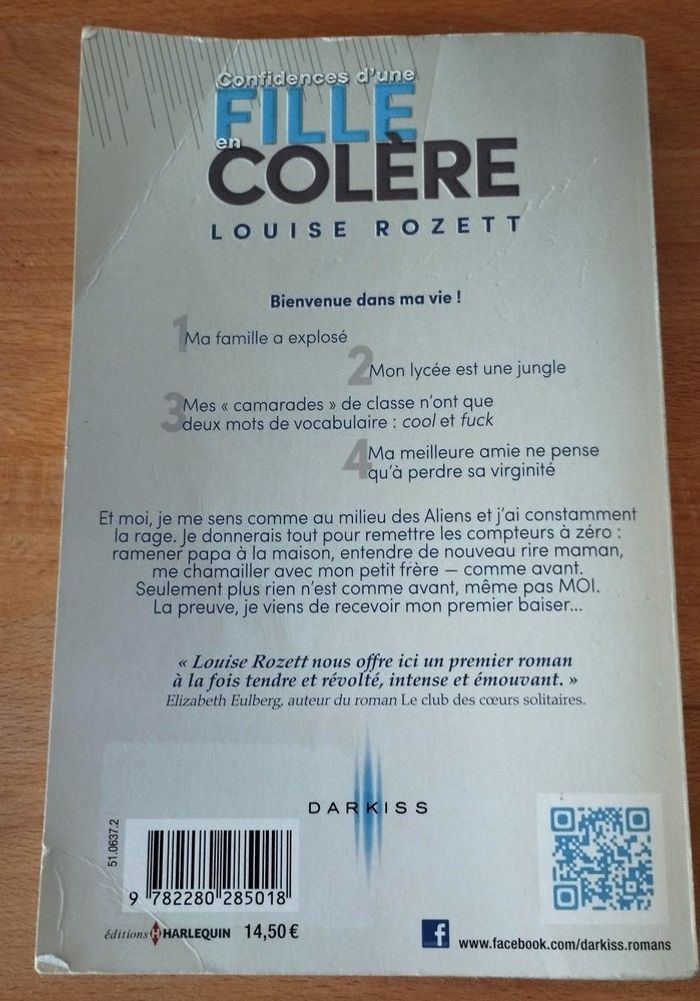 Confidences d'une
FILLE
en
COLÈRE
LOUISE ROZETT
Bienvenue dans ma vie !
1 Ma famille a explosé
2 Mon lycée est une jungle
3 Mes « camarades » de classe n'ont que
deux mots de vocabulaire : cool et fuck
4 Ma meilleure amie ne pense
qu'à perdre sa virginité
Et moi, je me sens comme au milieu des Aliens et j'ai constamment
la rage. Je donnerais tout pour remettre les compteurs à zéro :
ramener papa à la maison, entendre de nouveau rire maman,
me chamailler avec mon petit frère — comme avant.
Seulement plus rien n'est comme avant, même pas MOI.
La preuve, je viens de recevoir mon premier baiser...
« Louise Rozett nous offre ici un premier roman
à la fois tendre et révolté, intense et émouvant. »
Elizabeth Eulberg, auteur du roman Le club des cœurs solitaires.
DARKISS
51.0637.2
9 782280 285018
éditions H HARLEQUIN 14,50 €
f www.facebook.com/darkiss.romans